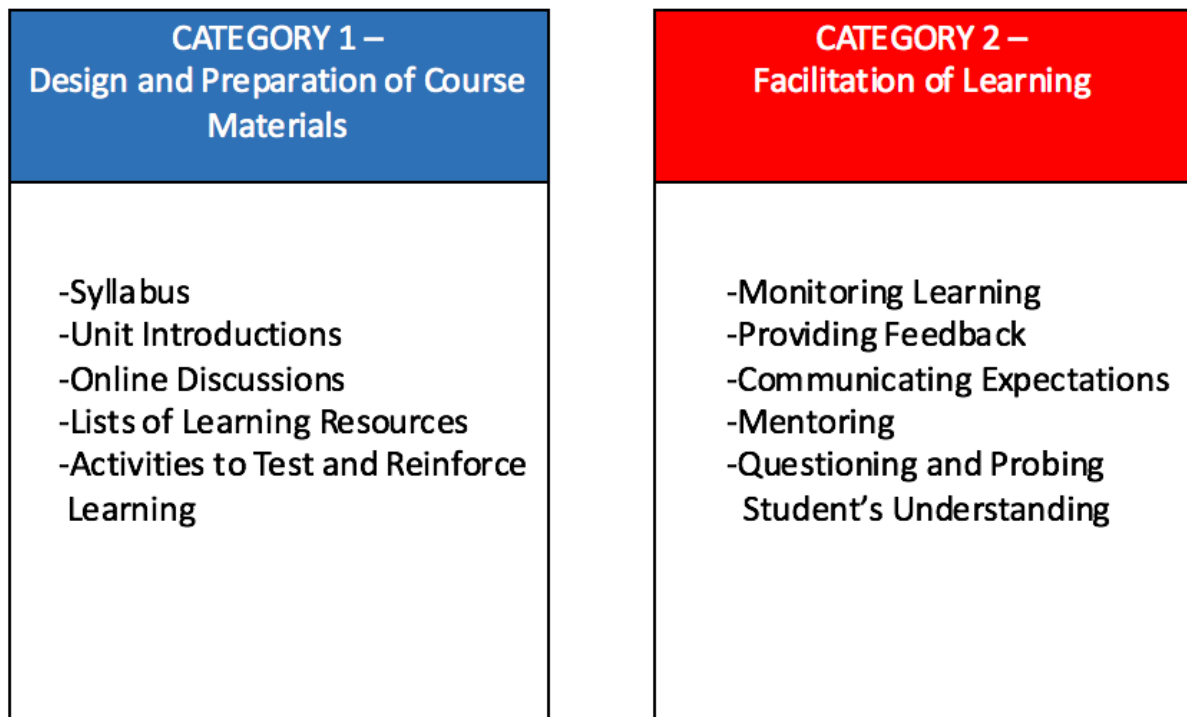 CATEGORY 1 –
Design and Preparation of Course
Materials
-Syllabus
-Unit Introductions
-Online Discussions
-Lists of Learning Resources
-Activities to Test and Reinforce
Learning
CATEGORY 2 –
Facilitation of Learning
-Monitoring Learning
-Providing Feedback
-Communicating Expectations
-Mentoring
-Questioning and Probing
Student’s Understanding